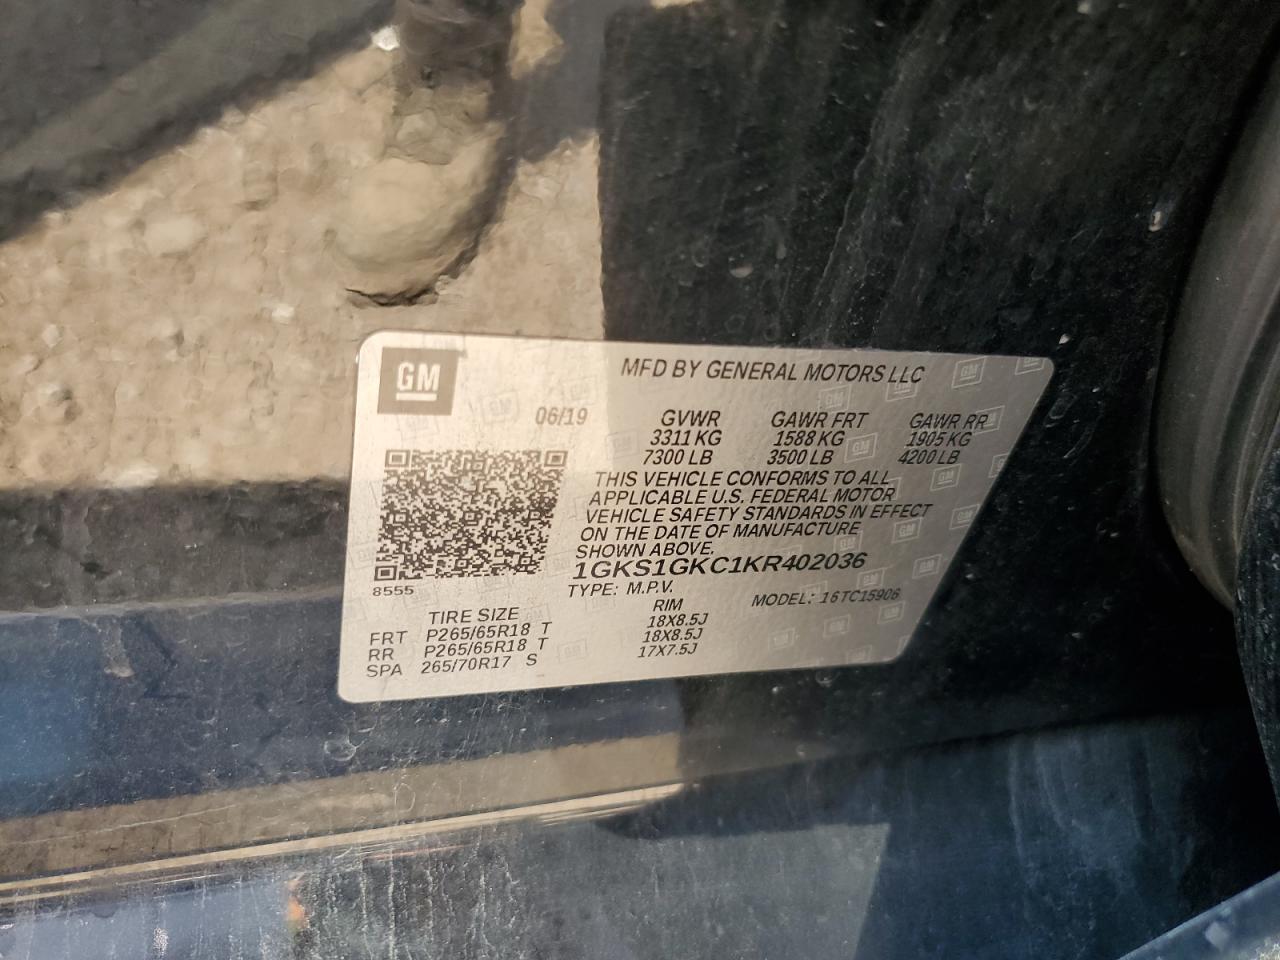 GM
MFD BY GENERAL MOTORS LLC
06/19
GVWR GAWR FRT GAWR RR
3311 KG 1588 KG 1905 KG
7300 LB 3500 LB 4200 LB
THIS VEHICLE CONFORMS TO ALL
APPLICABLE U.S. FEDERAL MOTOR
VEHICLE SAFETY STANDARDS IN EFFECT
ON THE DATE OF MANUFACTURE
SHOWN ABOVE.
1GKS1GKC1KR402036
8555
TYPE: M.P.V. MODEL: 16TC15906
TIRE SIZE RIM
FRT P265/65R18 T 18X8.5J
RR P265/65R18 T 18X8.5J
SPA 265/70R17 S 17X7.5J